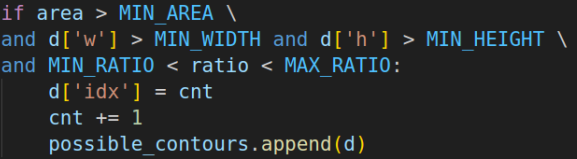 if area > MIN_AREA \
and d['w'] > MIN_WIDTH and d['h'] > MIN_HEIGHT \
and MIN_RATIO < ratio < MAX_RATIO:
    d['idx'] = cnt
    cnt += 1
    possible_contours.append(d)